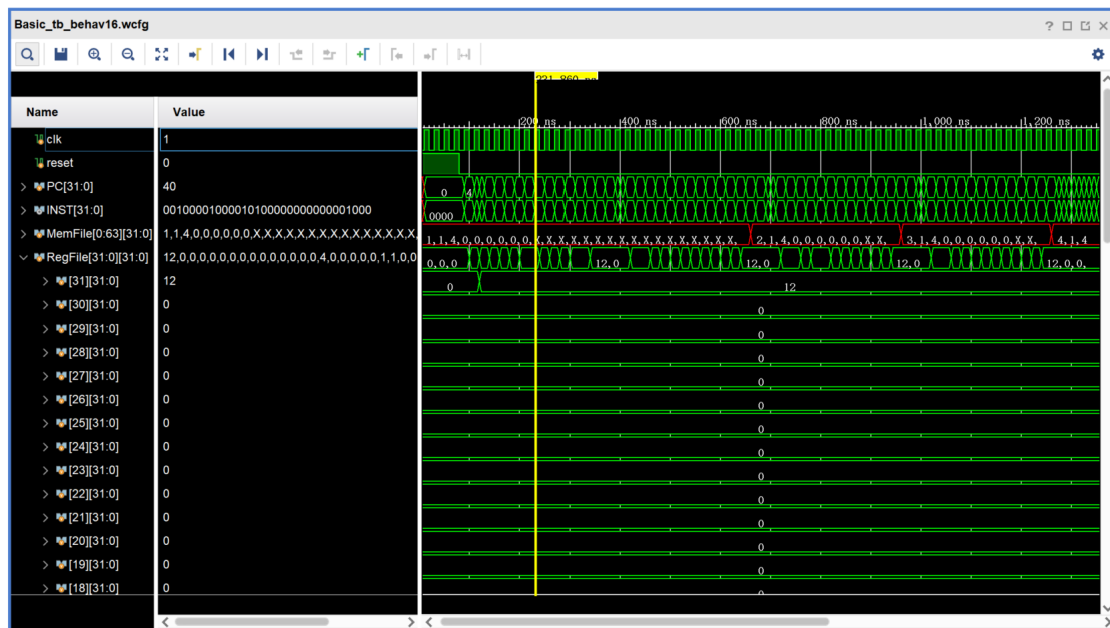 Basic_tb_behav16.wcfg
Name Value
221.860 ns
200 ns 400 ns 600 ns 800 ns 1,000 ns 1,200 ns
clk 1
reset 0
PC[31:0] 40 0 4
INST[31:0] 00100001000010100000000000001000 0000
MemFile[0:63][31:0] 1,1,4,0,0,0,0,0,0,X,X,X,X,X,X,X,X,X,X,X,X,X,X,X, 1,1,4,0,0,0,0,0,0,X,X,X,X,X,X,X,X,X,X,X,X,X,X,X, 2,1,4,0,0,0,0,0,0,X,X, 3,1,4,0,0,0,0,0,0,X,X, 4,1,4
RegFile[31:0][31:0] 12,0,0,0,0,0,0,0,0,0,0,0,0,0,0,4,0,0,0,0,0,1,1,0,0 0,0,0 12,0 12,0 12,0 12,0,0,
[31][31:0] 12 0 12
[30][31:0] 0 0
[29][31:0] 0 0
[28][31:0] 0 0
[27][31:0] 0 0
[26][31:0] 0 0
[25][31:0] 0 0
[24][31:0] 0 0
[23][31:0] 0 0
[22][31:0] 0 0
[21][31:0] 0 0
[20][31:0] 0 0
[19][31:0] 0 0
[18][31:0] 0 0